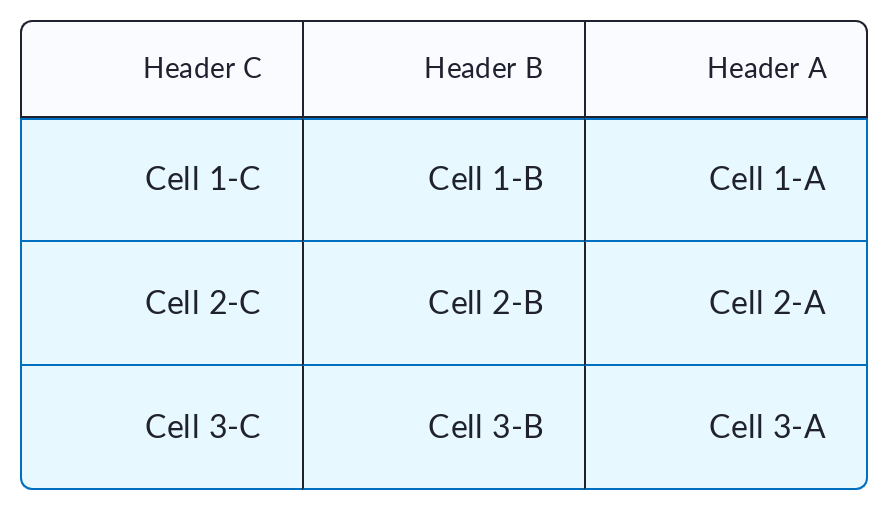 Header C Header B Header A
Cell 1-C Cell 1-B Cell 1-A
Cell 2-C Cell 2-B Cell 2-A
Cell 3-C Cell 3-B Cell 3-A